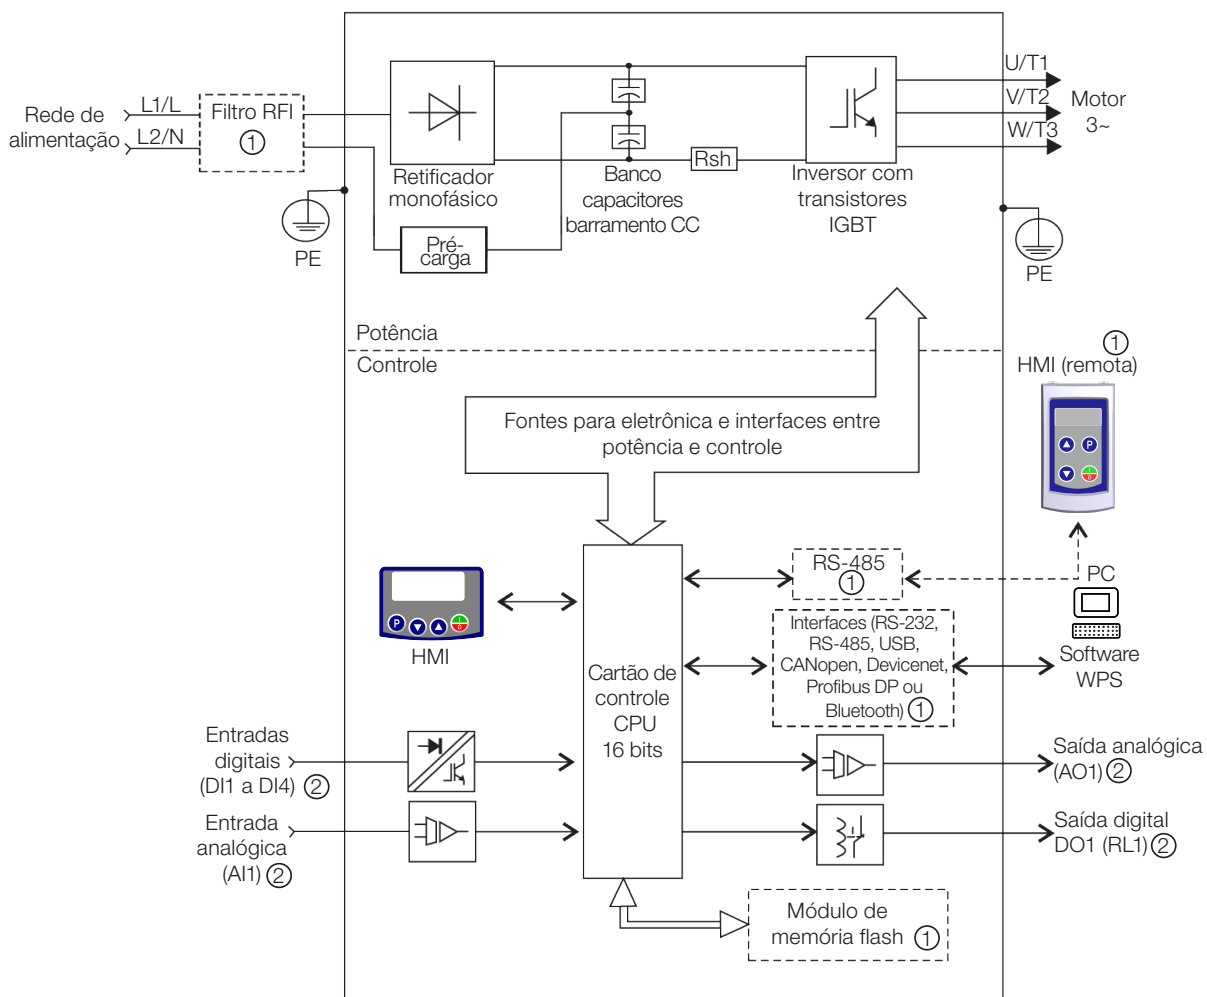 Rede de
alimentação
L1/L
L2/N
Filtro RFI
1
Retificador
monofásico
Pré-
carga
Banco
capacitores
barramento CC
Rsh
Inversor com
transistores
IGBT
U/T1
V/T2
W/T3
Motor
3~
PE
PE
Potência
Controle
Fontes para eletrônica e interfaces entre
potência e controle
1
HMI (remota)
P
I
0
P
I
0
HMI
Cartão de
controle
CPU
16 bits
RS-485
1
Interfaces (RS-232,
RS-485, USB,
CANopen, Devicenet,
Profibus DP ou
Bluetooth) 1
PC
Software
WPS
Entradas
digitais
(DI1 a DI4) 2
Entrada
analógica
(AI1) 2
Saída analógica
(AO1) 2
Saída digital
DO1 (RL1) 2
Módulo de
memória flash 1